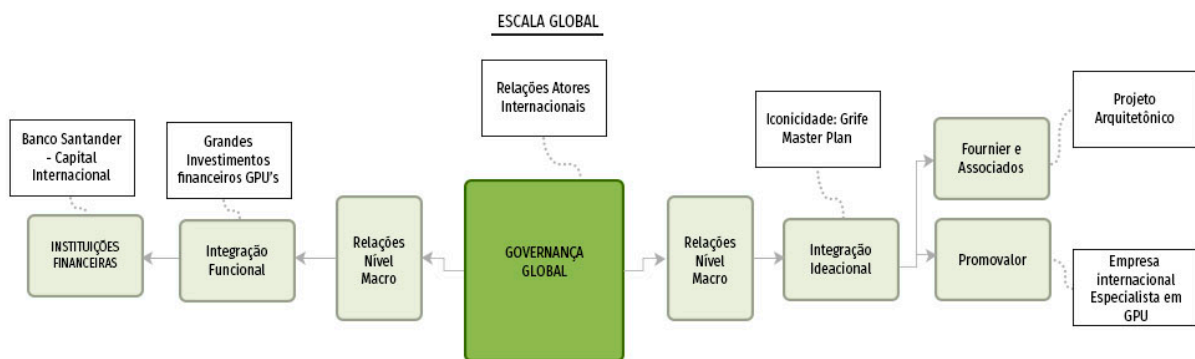 ESCALA GLOBAL
Relações Atores
Internacionais
Banco Santander
- Capital
Internacional
Grandes
Investimentos
financeiros GPU's
Iconicidade: Grife
Master Plan
Projeto
Arquitetônico
INSTITUIÇÕES
FINANCEIRAS
Integração
Funcional
Relações
Nível
Macro
GOVERNANÇA
GLOBAL
Relações
Nível
Macro
Integração
Ideacional
Fournier e
Associados
Promovalor
Empresa
internacional
Especialista em
GPU